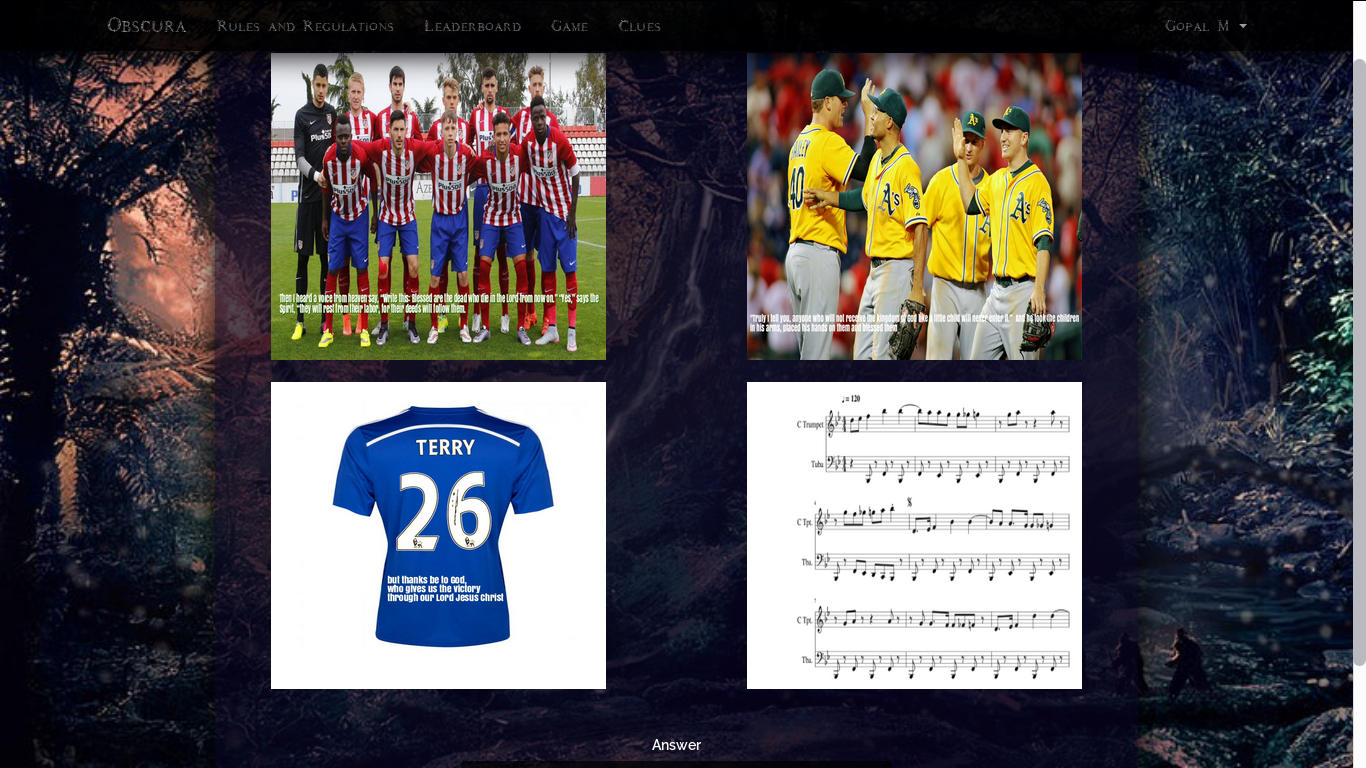 Obscura Rules and Regulations Leaderboard Game Clues Gopal M
Then I heard a voice from heaven say, “Write this: Blessed are the dead who die in the Lord from now on.” “Yes,” says the
Spirit, “they will rest from their labor, for their deeds will follow them.
40
A's
A's
"Truly I tell you, anyone who will not receive the kingdom of God like a little child will never enter it." And he took the children
in his arms, placed his hands on them and blessed them
TERRY
26
but thanks be to God,
who gives us the victory
through our Lord Jesus Christ
♩ = 120
C Trumpet
Tuba
C Tpt.
Tba.
7
C Tpt.
Tba.
Answer